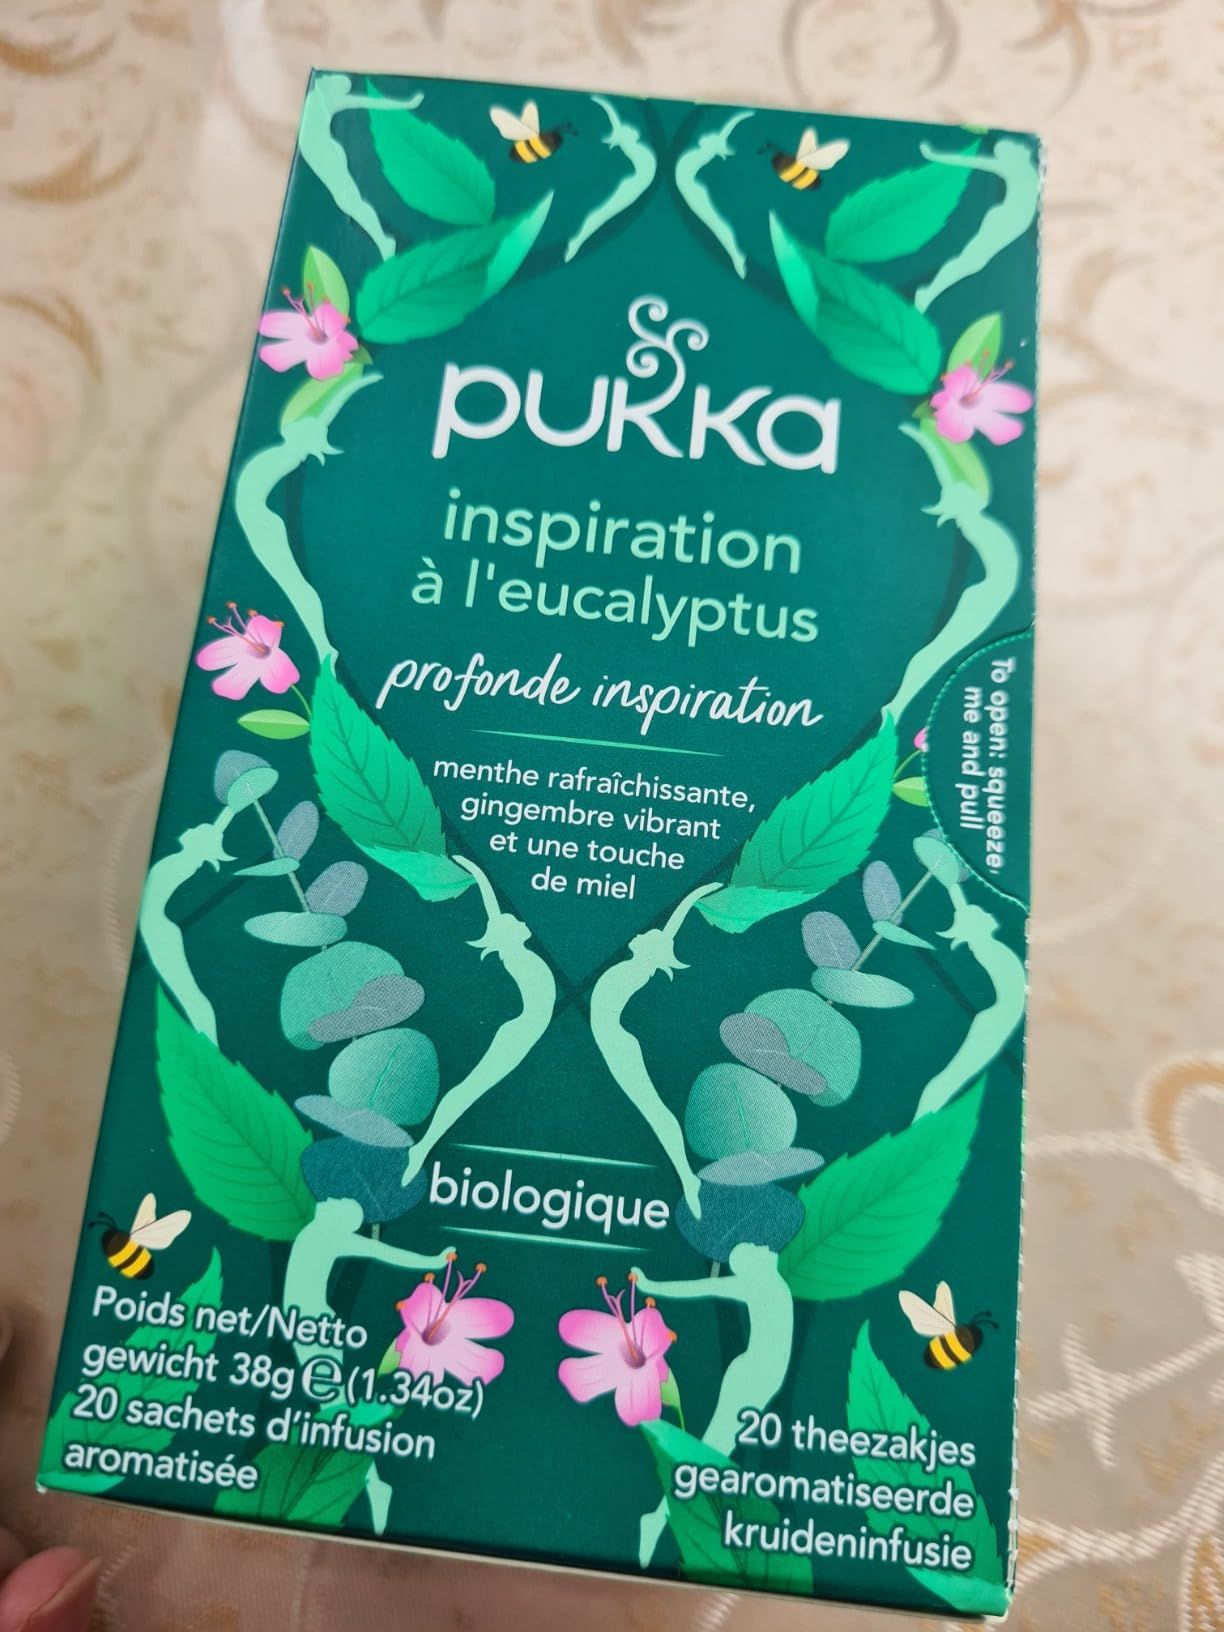 pukka
inspiration
à l'eucalyptus
profonde inspiration
menthe rafraîchissante,
gingembre vibrant
et une touche
de miel
To open: squeeze,
me and pull
biologique
Poids net/Netto
gewicht 38g ℮ (1.34oz)
20 sachets d'infusion
aromatisée
20 theezakjes
gearomatiseerde
kruideninfusie